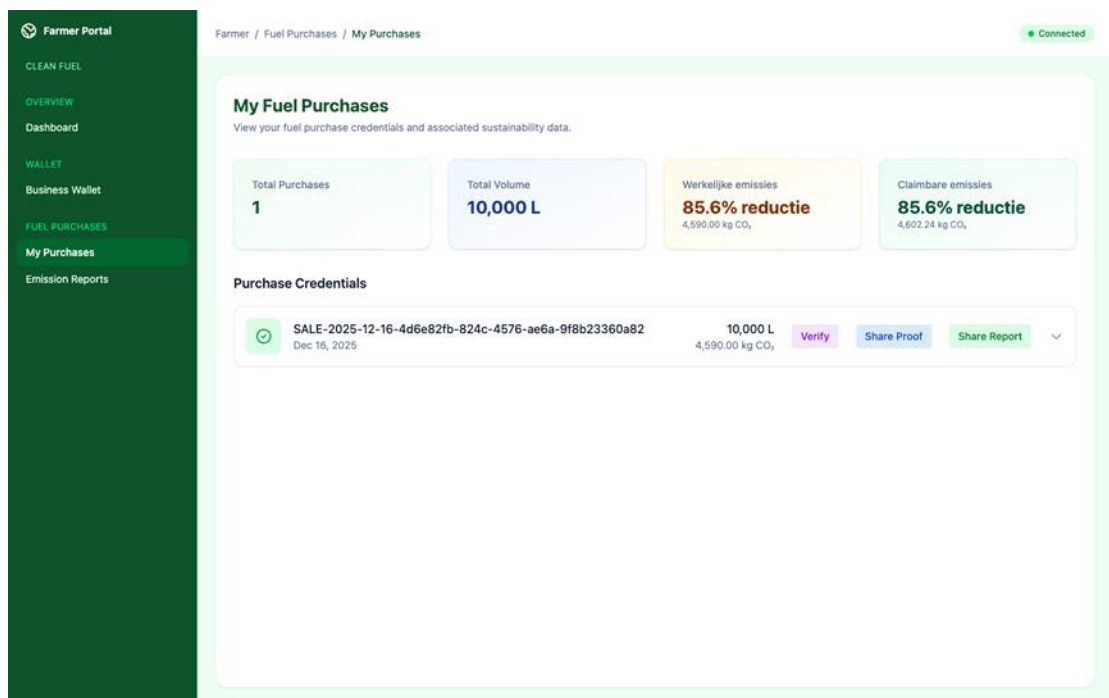 Farmer Portal
CLEAN FUEL
OVERVIEW
Dashboard
WALLET
Business Wallet
FUEL PURCHASES
My Purchases
Emission Reports
Farmer / Fuel Purchases / My Purchases
Connected
My Fuel Purchases
View your fuel purchase credentials and associated sustainability data.
Total Purchases
1
Total Volume
10,000 L
Werkelijke emissies
85.6% reductie
4,590.00 kg CO₂
Claimbare emissies
85.6% reductie
4,602.24 kg CO₂
Purchase Credentials
SALE-2025-12-16-4d6e82fb-824c-4576-ae6a-9f8b23360a82
Dec 16, 2025
10,000 L
4,590.00 kg CO₂
Verify
Share Proof
Share Report